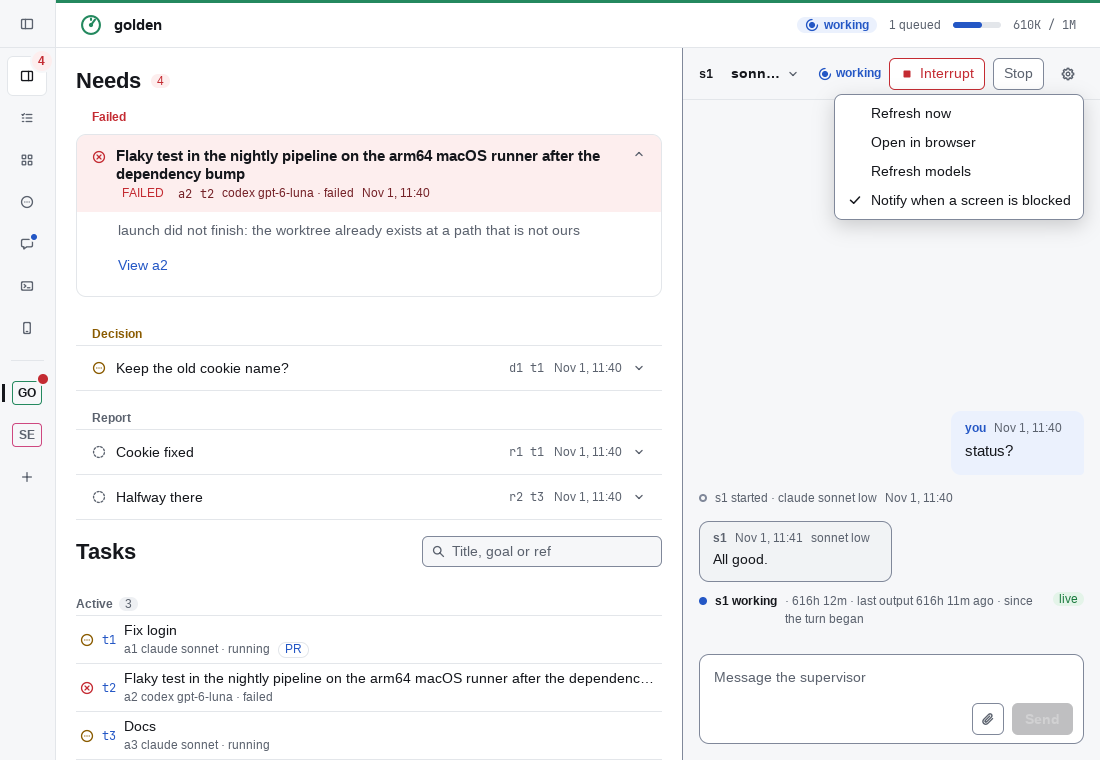 golden
working
1 queued
610K / 1M
4
GO
SE
Needs 4
Failed
Flaky test in the nightly pipeline on the arm64 macOS runner after the
dependency bump
FAILED a2 t2 codex gpt-6-luna · failed Nov 1, 11:40
launch did not finish: the worktree already exists at a path that is not ours
View a2
Decision
Keep the old cookie name? d1 t1 Nov 1, 11:40
Report
Cookie fixed r1 t1 Nov 1, 11:40
Halfway there r2 t3 Nov 1, 11:40
Tasks
Title, goal or ref
Active 3
t1 Fix login
a1 claude sonnet · running PR
t2 Flaky test in the nightly pipeline on the arm64 macOS runner after the dependenc…
a2 codex gpt-6-luna · failed
t3 Docs
a3 claude sonnet · running
s1 sonn… working Interrupt Stop
Refresh now
Open in browser
Refresh models
Notify when a screen is blocked
you Nov 1, 11:40
status?
s1 started · claude sonnet low Nov 1, 11:40
s1 Nov 1, 11:41 sonnet low
All good.
s1 working · 616h 12m · last output 616h 11m ago · since live
the turn began
Message the supervisor
Send